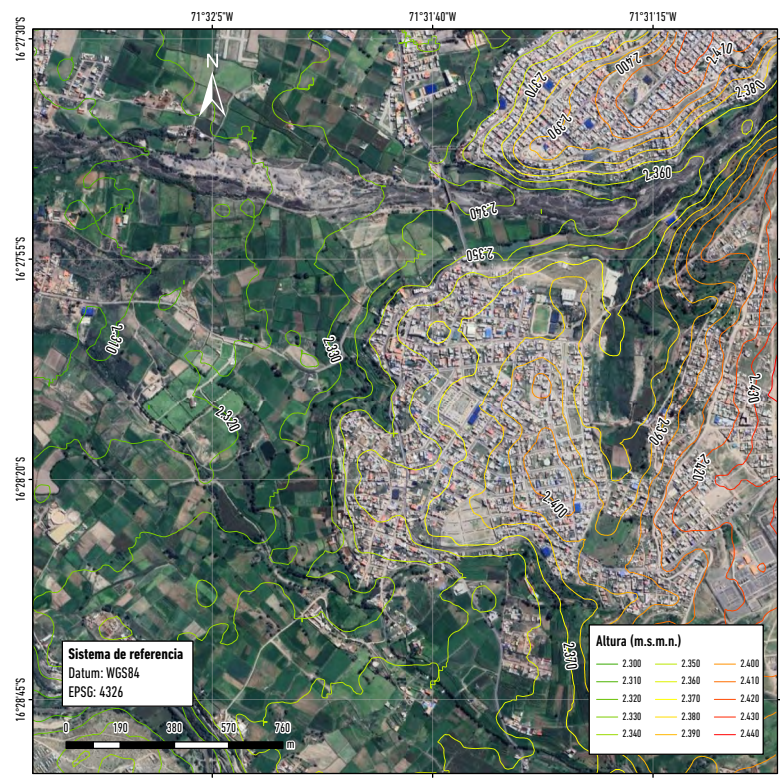 71°32'5"W
71°31'40"W
71°31'15"W
16°27'30"S
16°27'55"S
16°28'20"S
16°28'45"S
N
2.410
2.400
2.370
2.380
2.390
2.360
2.340
2.350
2.310
2.330
2.320
2.430
2.390
2.420
2.400
2.370
Sistema de referencia
Datum: WGS84
EPSG: 4326
0 190 380 570 760
m
Altura (m.s.m.n.)
2.300 2.350 2.400
2.310 2.360 2.410
2.320 2.370 2.420
2.330 2.380 2.430
2.340 2.390 2.440